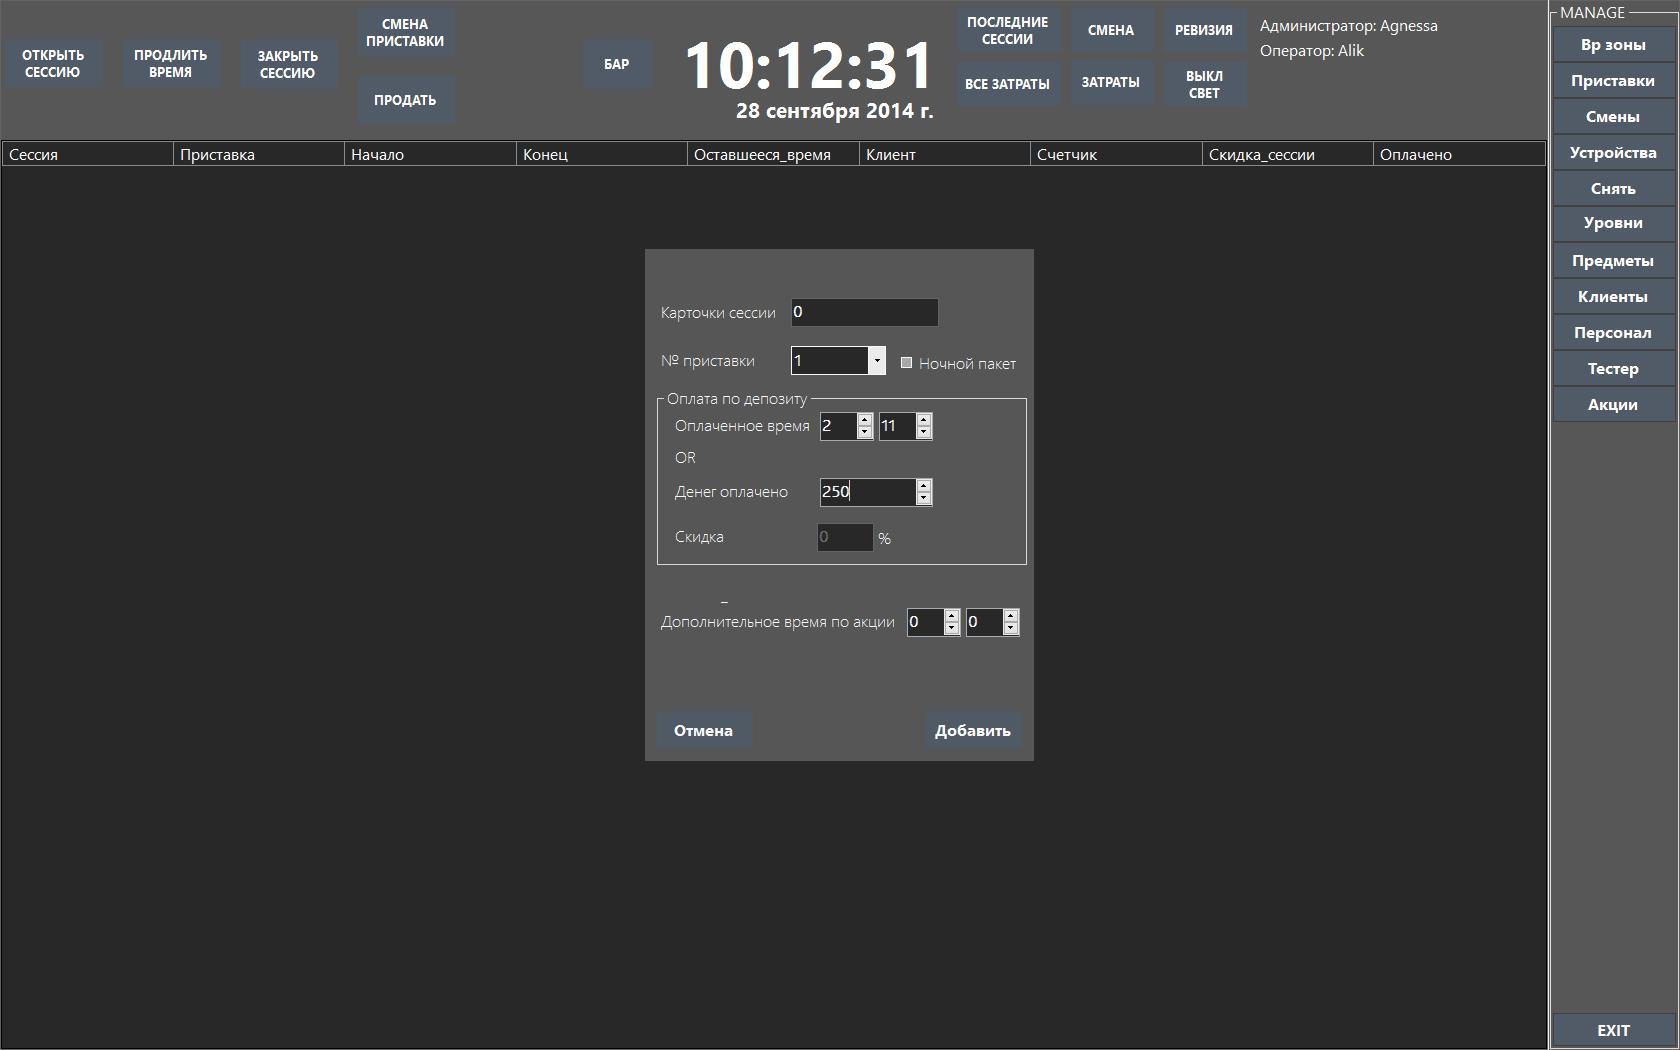 ОТКРЫТЬ
СЕССИЮ
ПРОДЛИТЬ
ВРЕМЯ
ЗАКРЫТЬ
СЕССИЮ
СМЕНА
ПРИСТАВКИ
ПРОДАТЬ
БАР
10:12:31
28 сентября 2014 г.
ПОСЛЕДНИЕ
СЕССИИ
СМЕНА
РЕВИЗИЯ
ВСЕ ЗАТРАТЫ
ЗАТРАТЫ
ВЫКЛ
СВЕТ
Администратор: Agnessa
Оператор: Alik
MANAGE
Вр зоны
Приставки
Смены
Устройства
Снять
Уровни
Предметы
Клиенты
Персонал
Тестер
Акции
EXIT
Сессия Приставка Начало Конец Оставшееся_время Клиент Счетчик Скидка_сессии Оплачено
Карточки сессии 0
№ приставки 1 Ночной пакет
Оплата по депозиту
Оплаченное время 2 11
OR
Денег оплачено 250
Скидка 0 %
Дополнительное время по акции 0 0
Отмена Добавить